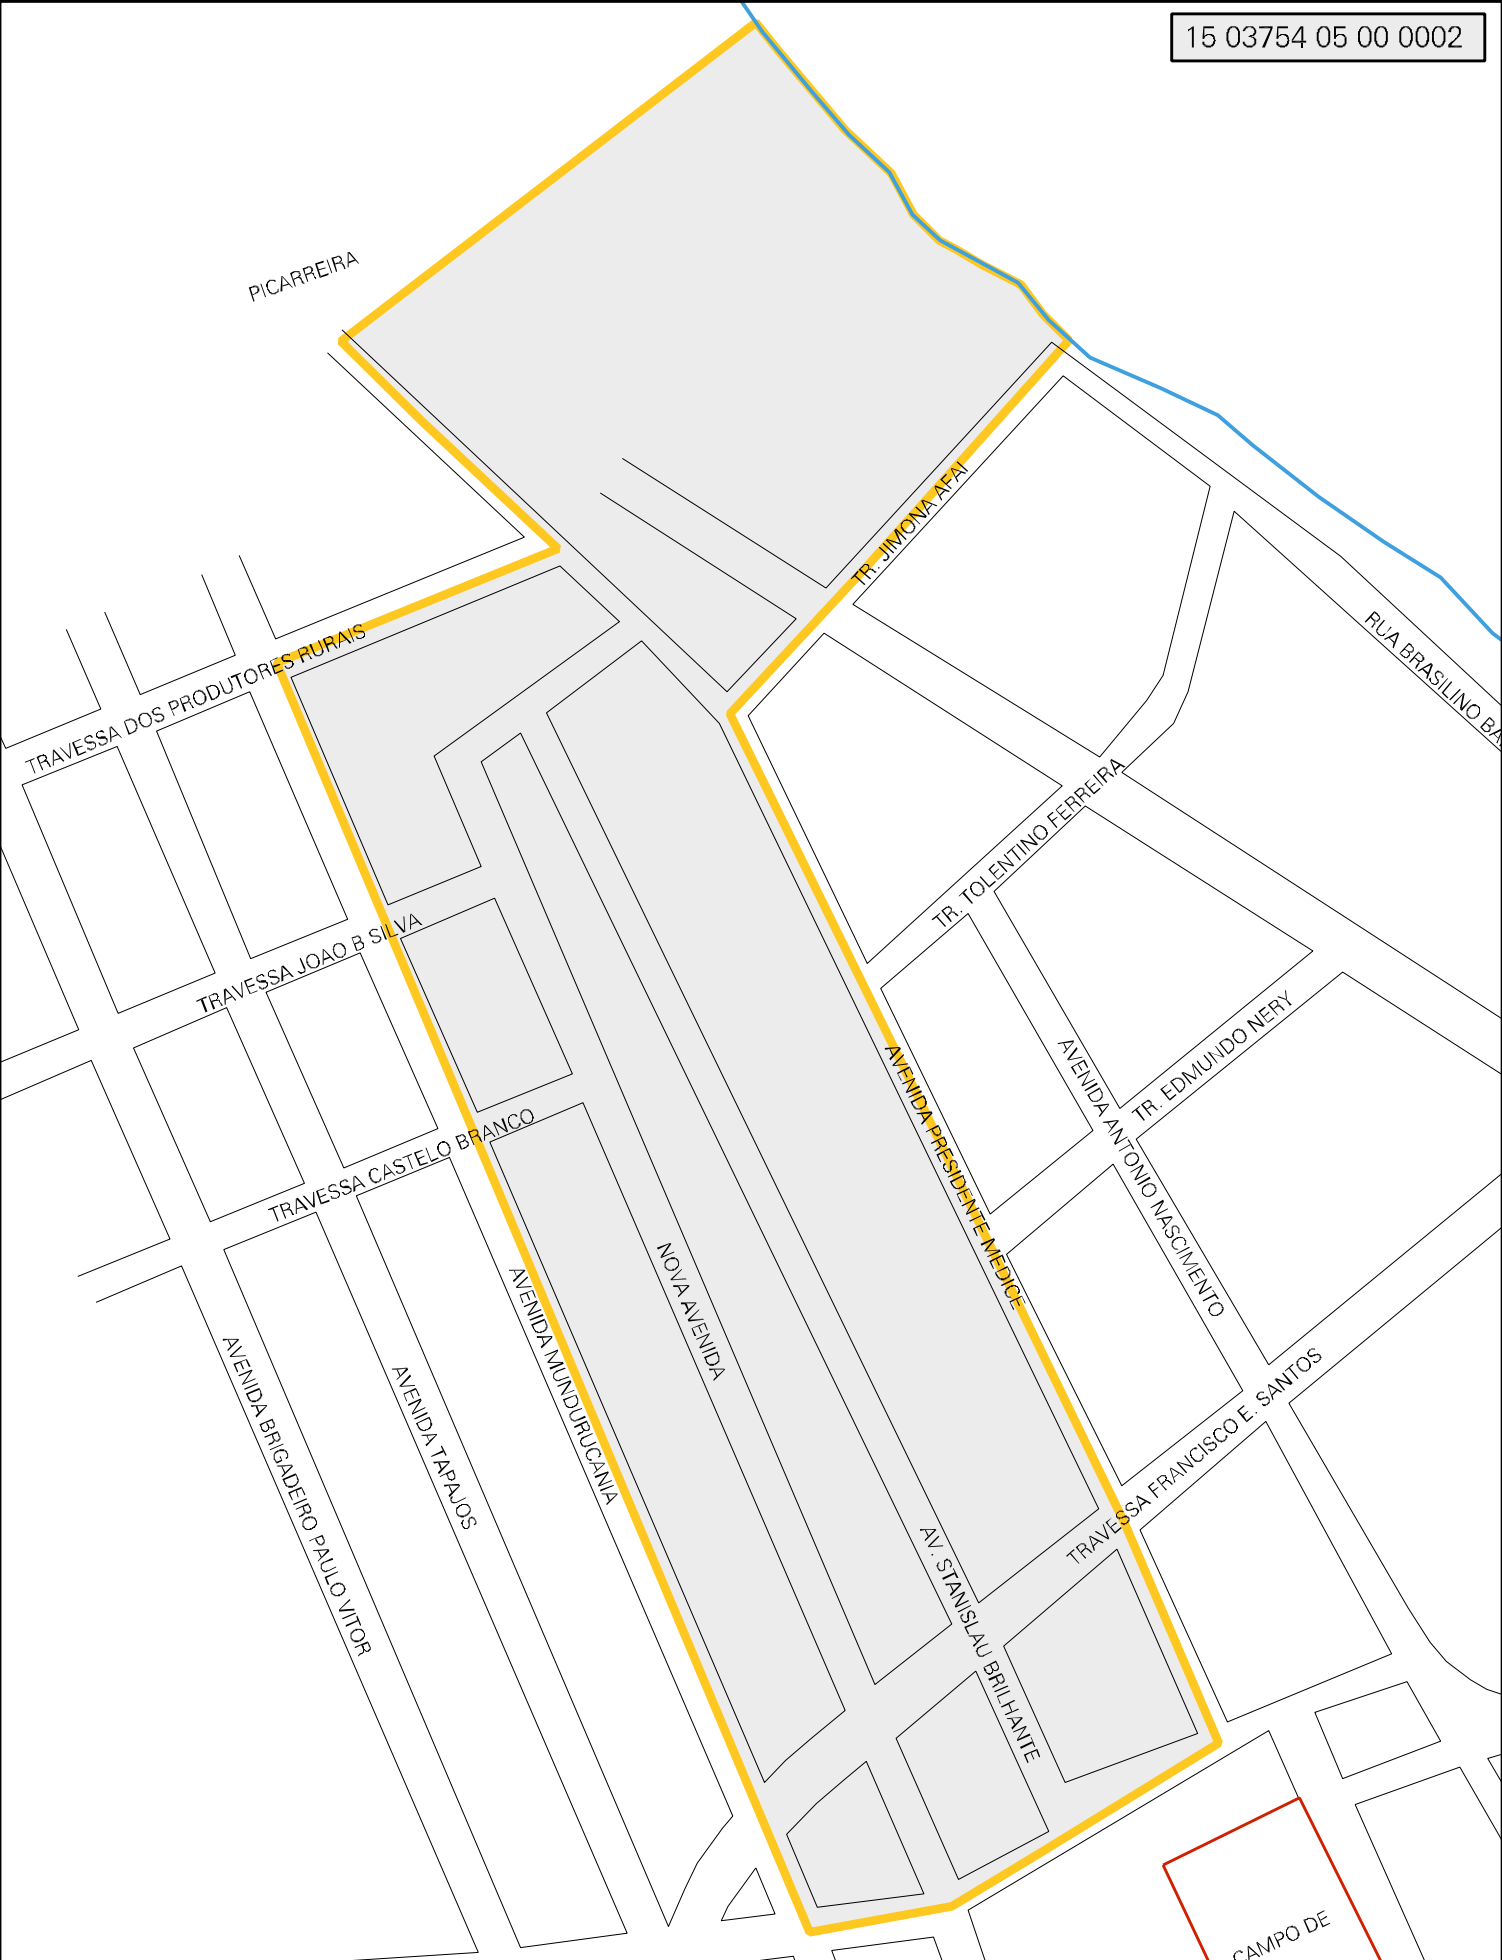 15 03754 05 00 0002
PICARREIRA
TR. JIMONA AFAI
TRAVESSA DOS PRODUTORES RURAIS
RUA BRASILINO BA
TR. TOLENTINO FERREIRA
TRAVESSA JOAO B SILVA
TR. EDMUNDO NERY
AVENIDA ANTONIO NASCIMENTO
AVENIDA PRESIDENTE MEDICE
TRAVESSA CASTELO BRANCO
NOVA AVENIDA
AVENIDA MUNDURUCANIA
AVENIDA TAPAJOS
AVENIDA BRIGADEIRO PAULO VITOR
TRAVESSA FRANCISCO E. SANTOS
AV. STANISLAU BRILHANTE
CAMPO DE